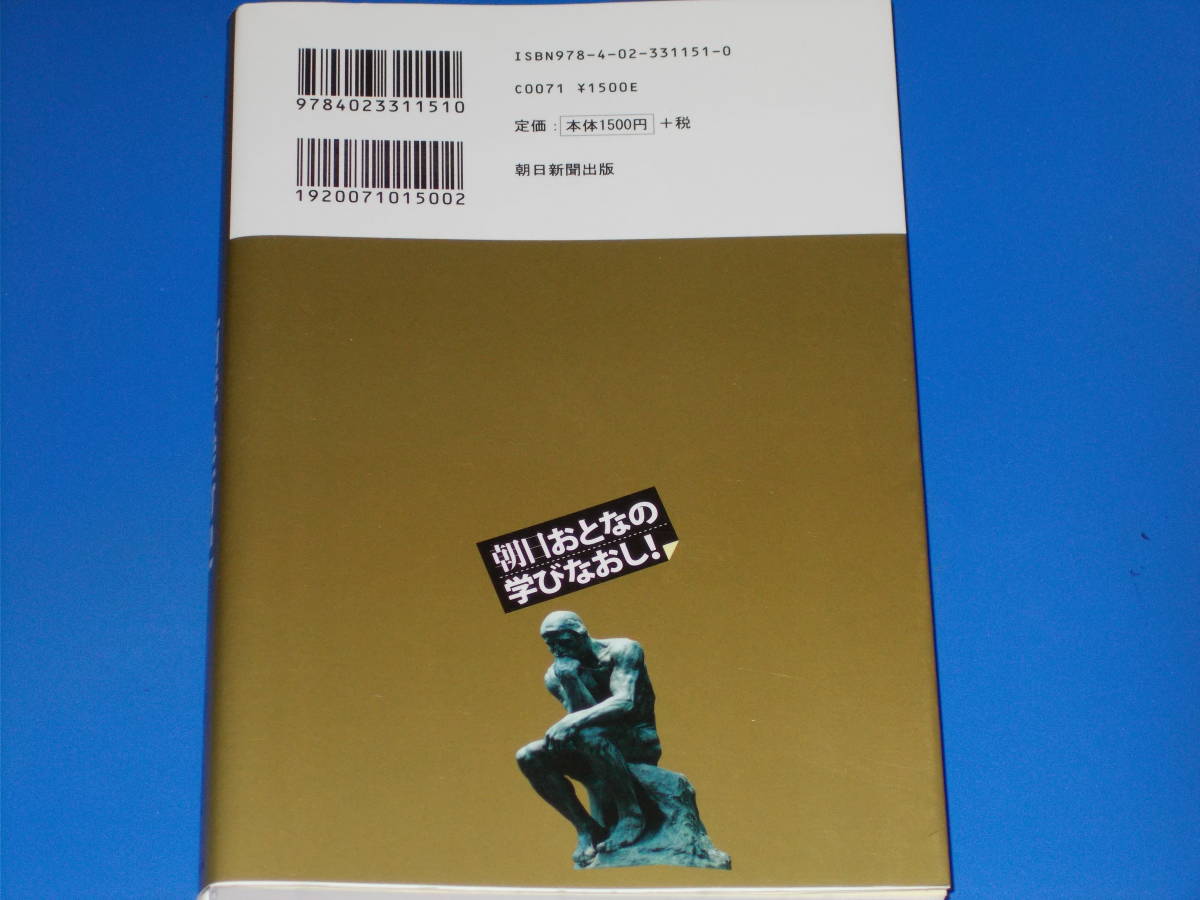 ISBN978-4-02-331151-0
C0071 ¥1500E
定価：本体1500円＋税
朝日新聞出版
9784023311510
1920071015002
朝日おとなの
学びなおし！